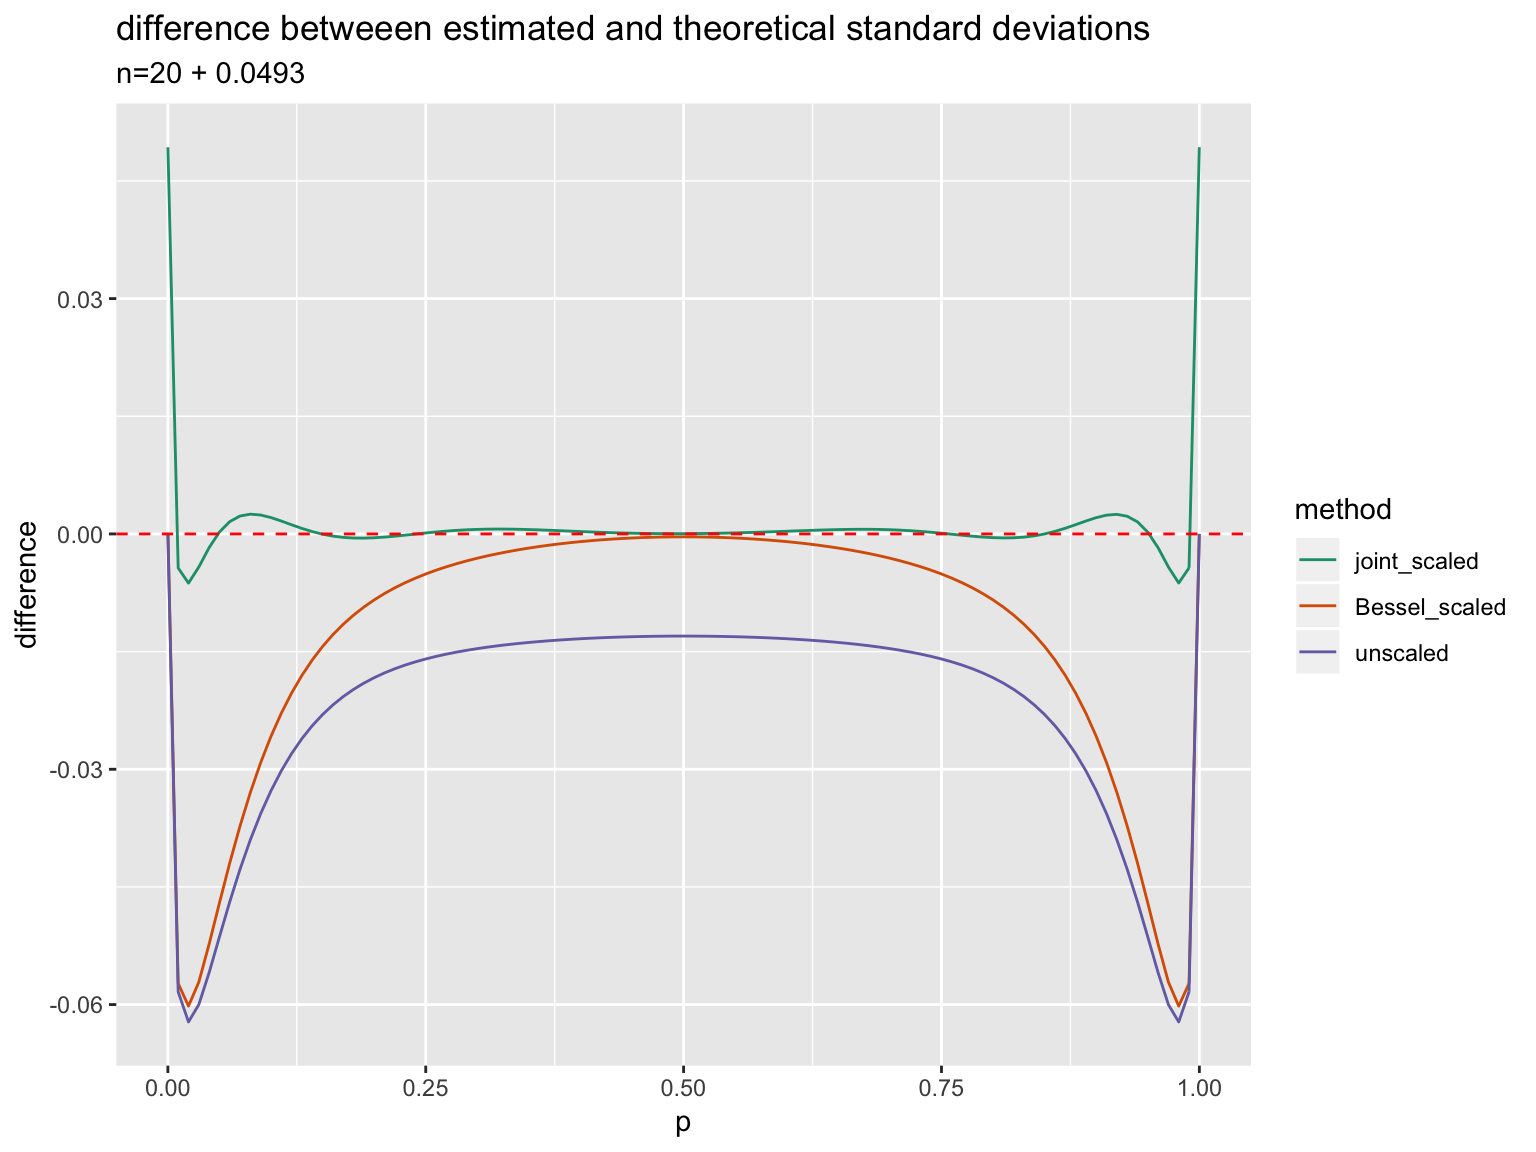 difference betweeen estimated and theoretical standard deviations
n=20 + 0.0493
0.03
0.00
-0.03
-0.06
difference
0.00 0.25 0.50 0.75 1.00
p
method
joint_scaled
Bessel_scaled
unscaled